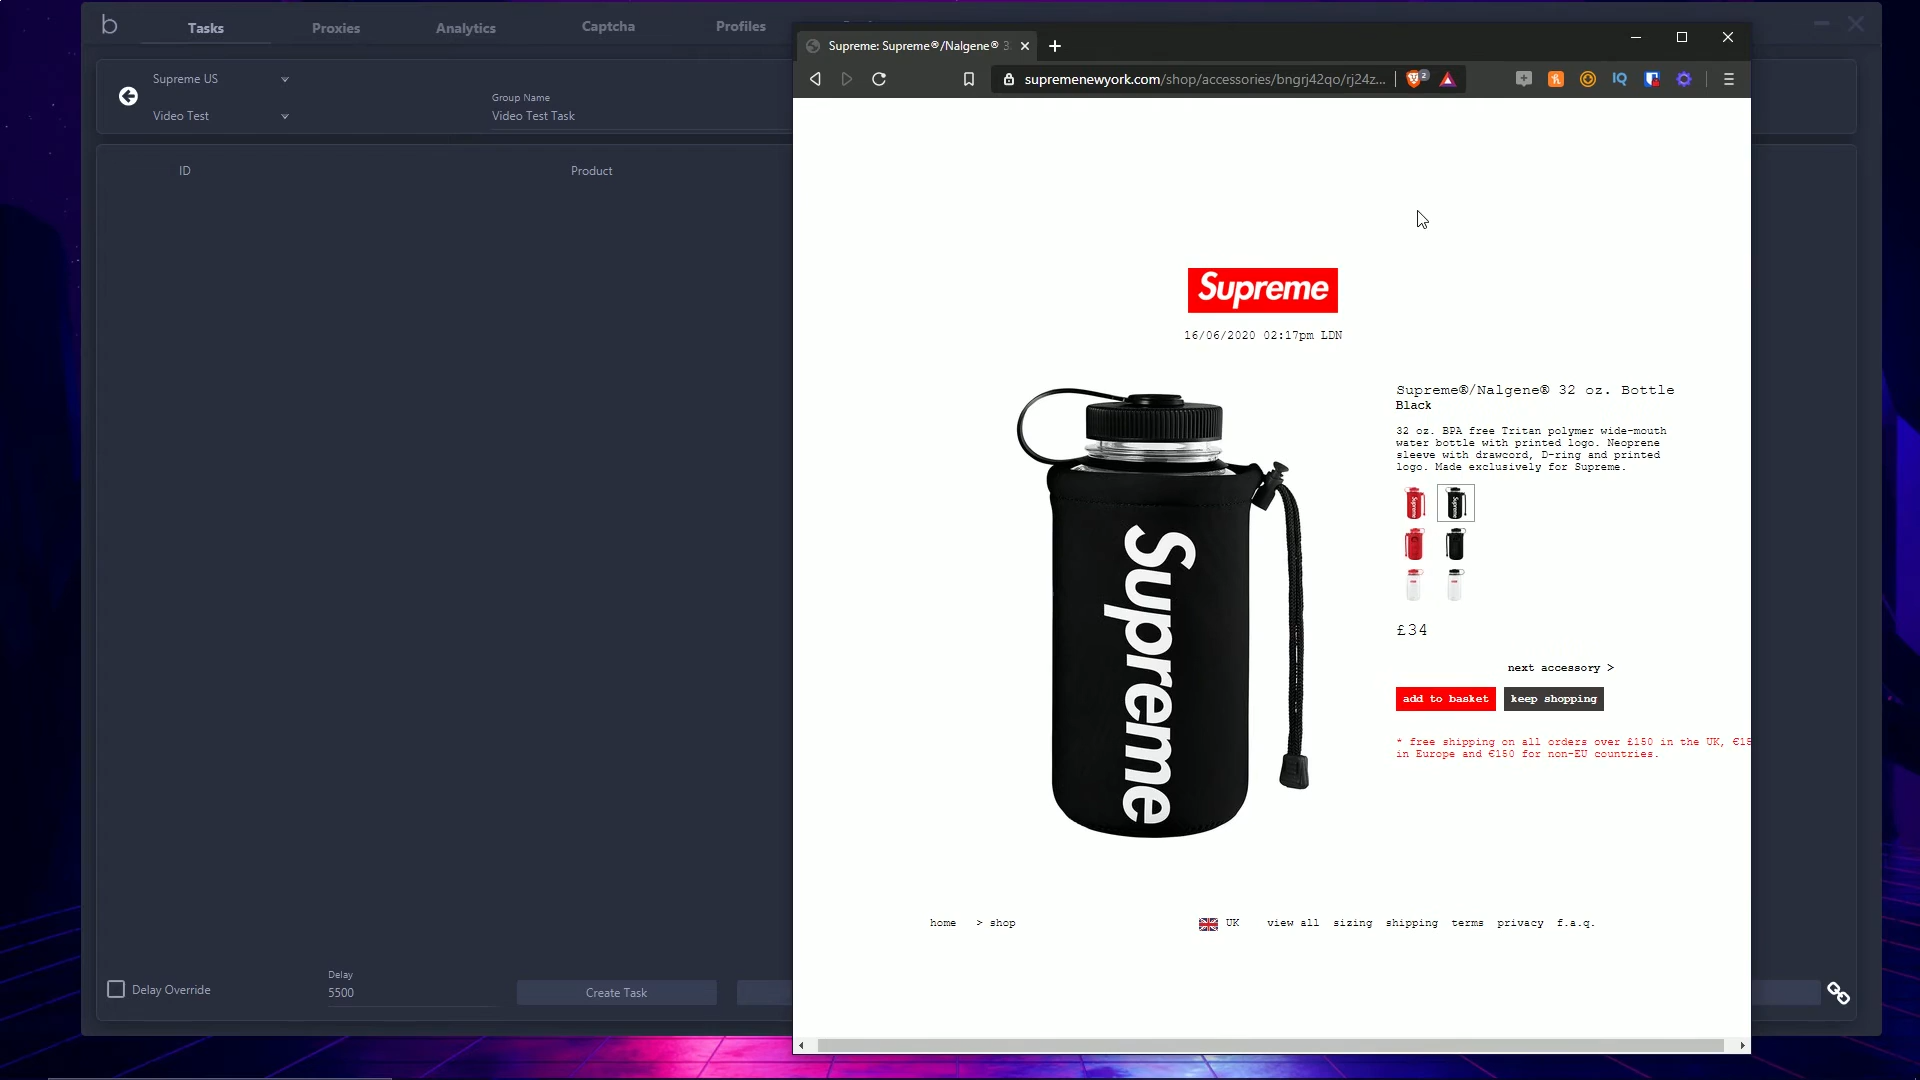 b
Tasks
Proxies
Analytics
Captcha
Profiles
Supreme US
Video Test
Group Name
Video Test Task
ID
Product
Delay Override
Delay
5500
Create Task
Supreme: Supreme®/Nalgene® 3
supremenewyork.com/shop/accessories/bngrj42qo/rj24z...
2
IQ
Supreme
16/06/2020 02:17pm LDN
Supreme
Supreme®/Nalgene® 32 oz. Bottle
Black
32 oz. BPA free Tritan polymer wide-mouth
water bottle with printed logo. Neoprene
sleeve with drawcord, D-ring and printed
logo. Made exclusively for Supreme.
£34
next accessory >
add to basket
keep shopping
* free shipping on all orders over £150 in the UK, €15
in Europe and €150 for non-EU countries.
home > shop
UK view all sizing shipping terms privacy f.a.q.